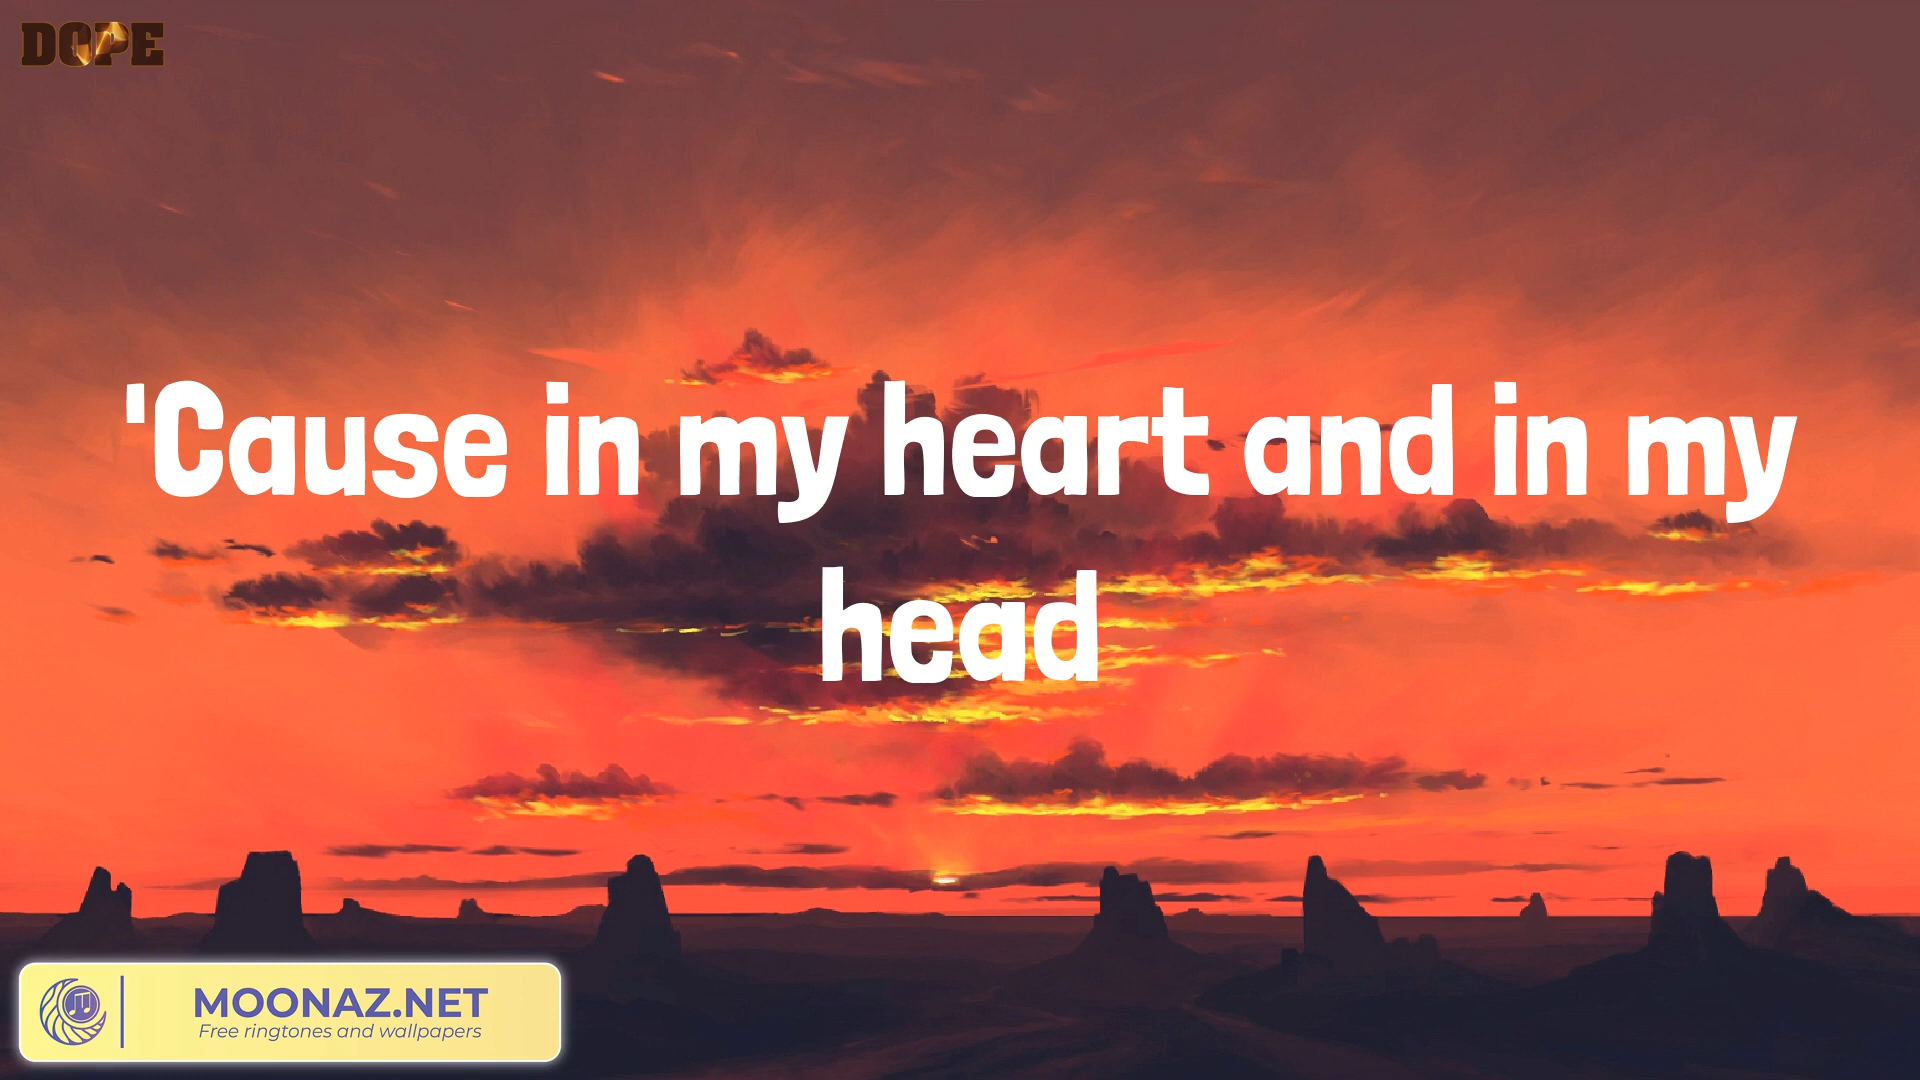 DOPE
'Cause in my heart and in my
head
MOONAZ.NET
Free ringtones and wallpapers